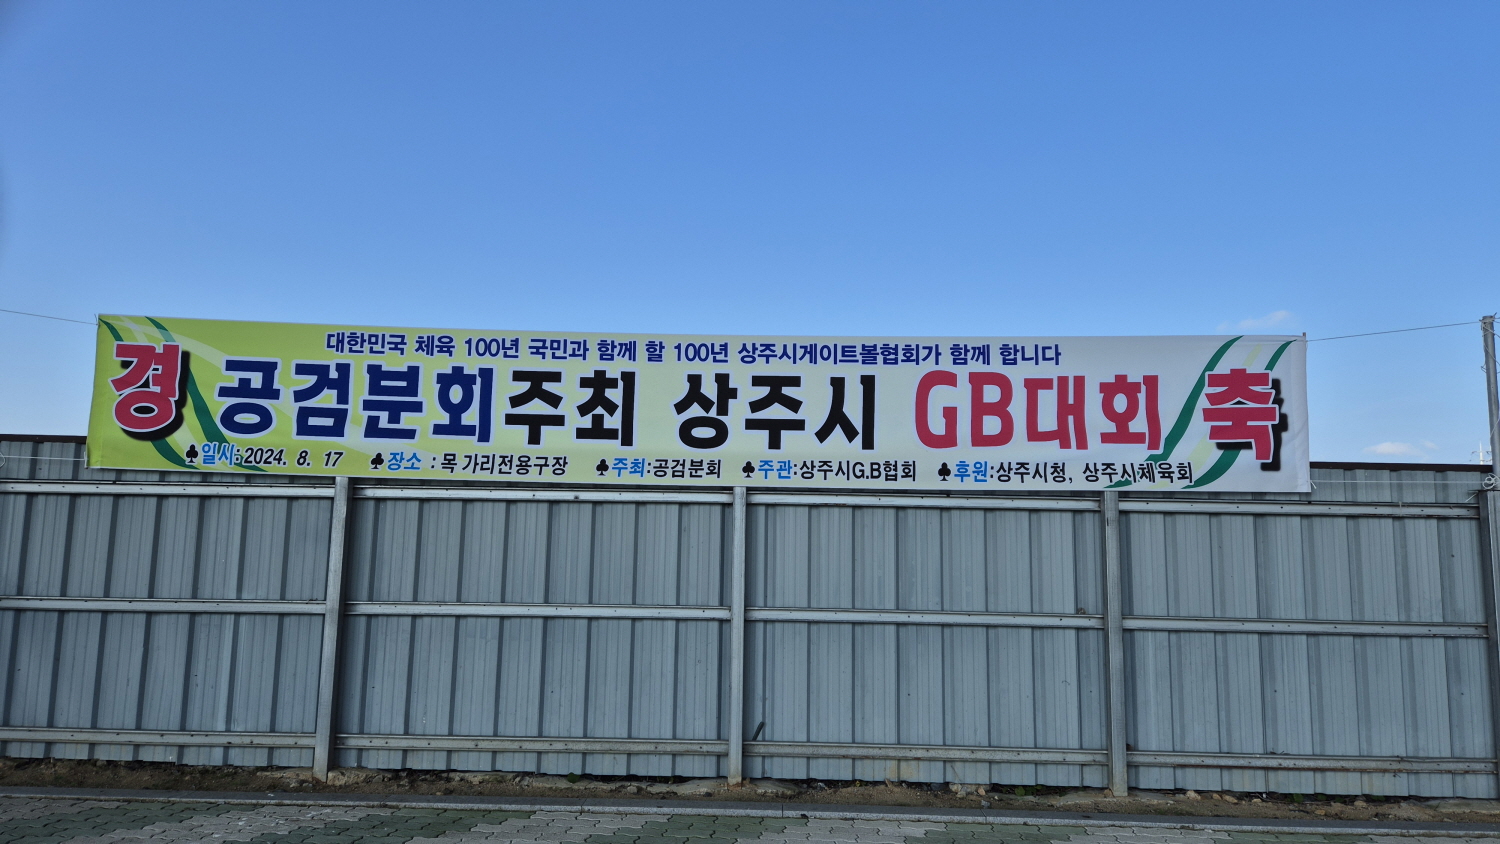 대한민국 체육 100년 국민과 함께 할 100년 상주시게이트볼협회가 함께 합니다
경 공검분회주최 상주시 GB대회 축
♣일시:2024. 8. 17 ♣장소 : 목가리전용구장 ♣주최:공검분회 ♣주관:상주시G.B협회 ♣후원:상주시청, 상주시체육회